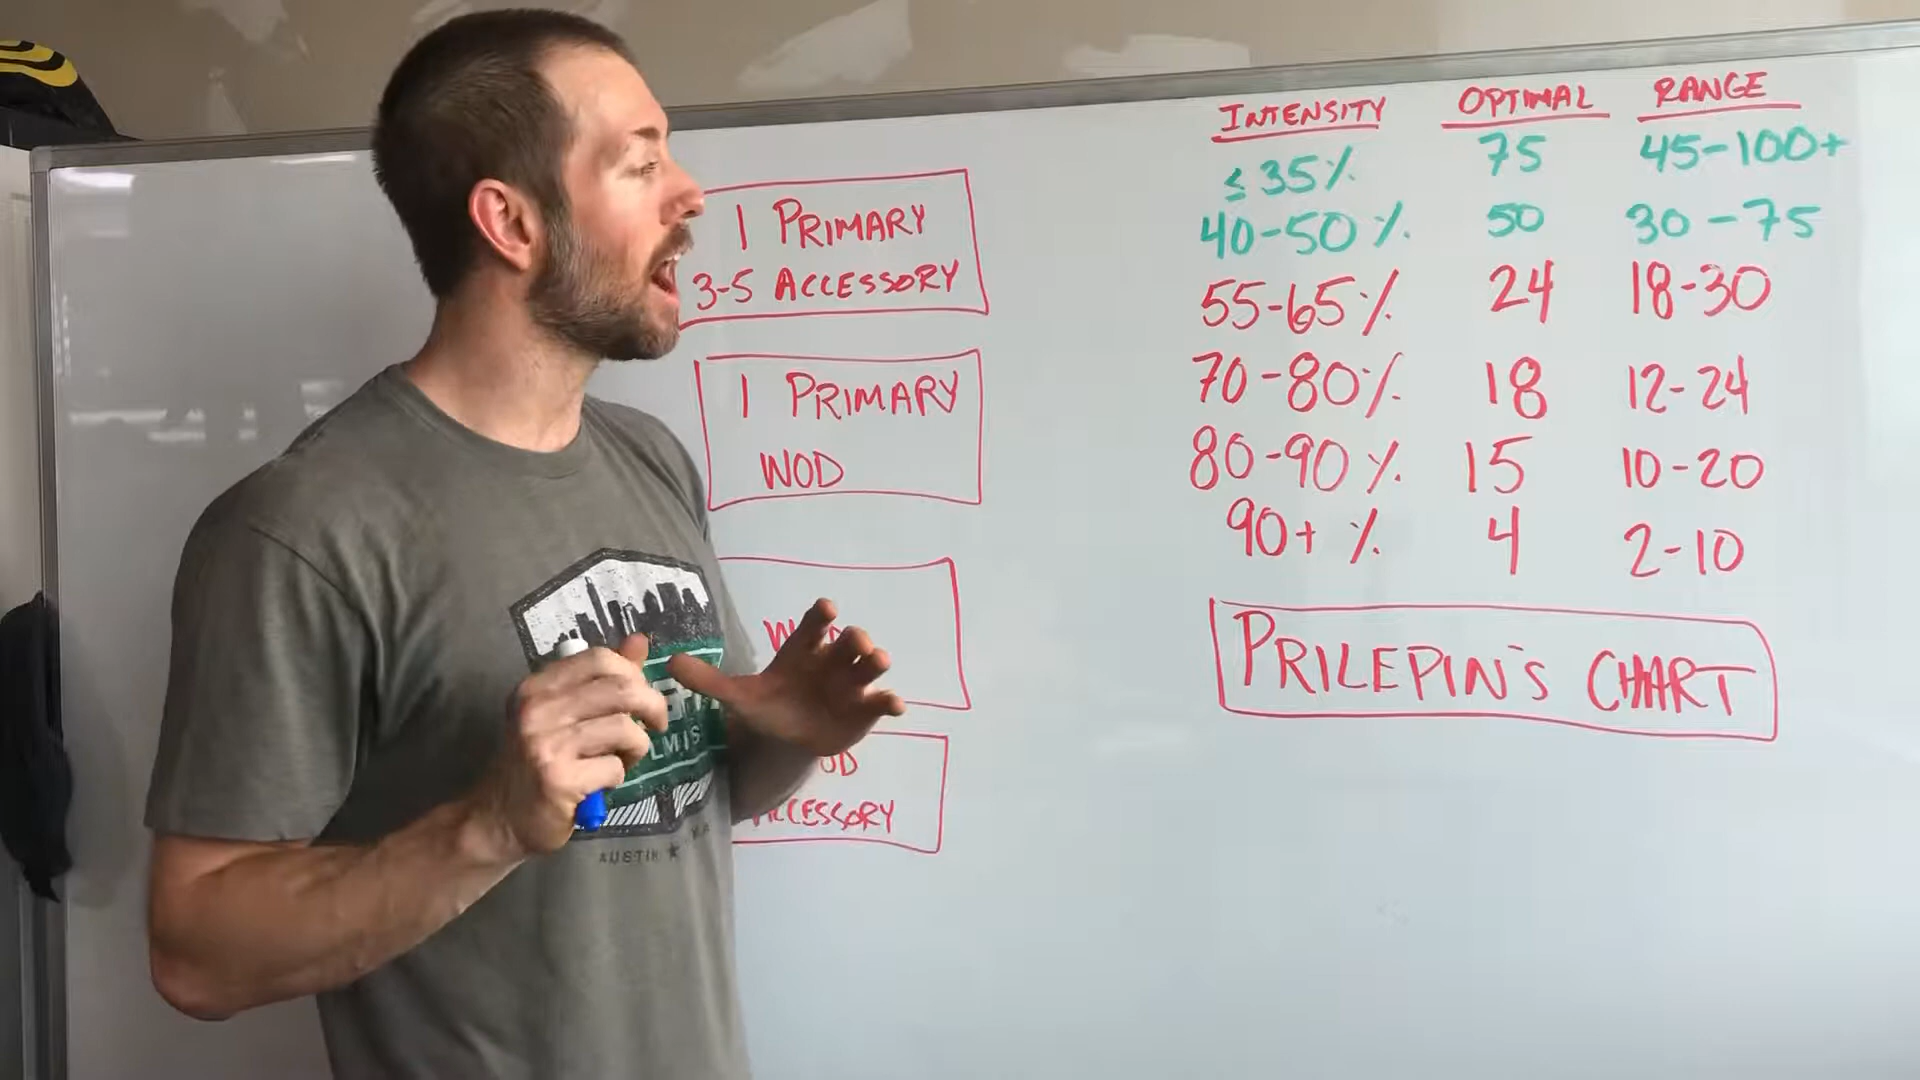 1 PRIMARY
3-5 ACCESSORY
1 PRIMARY
WOD
ACCESSORY
INTENSITY OPTIMAL RANGE
≤35% 75 45-100+
40-50% 50 30-75
55-65% 24 18-30
70-80% 18 12-24
80-90% 15 10-20
90+% 4 2-10
PRILEPIN'S CHART
AUSTIN